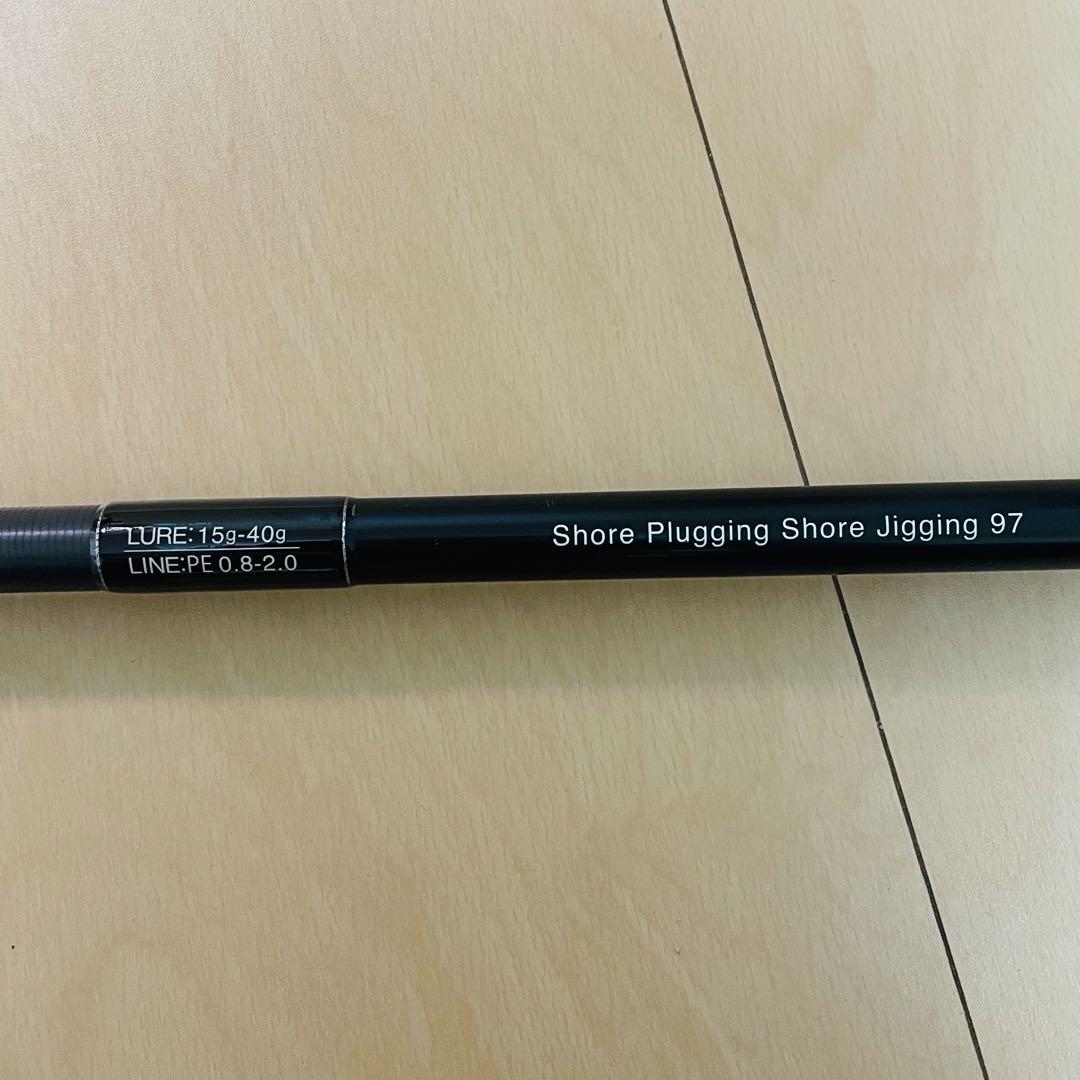 LURE:15g-40g
LINE:PE 0.8-2.0
Shore Plugging Shore Jigging 97